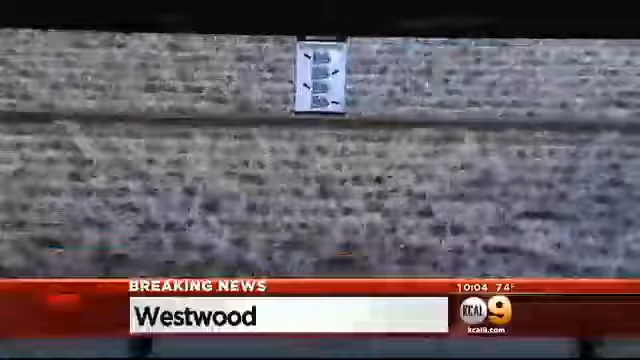 BREAKING NEWS
10:04 74°
Westwood
KCAL 9
kcal9.com